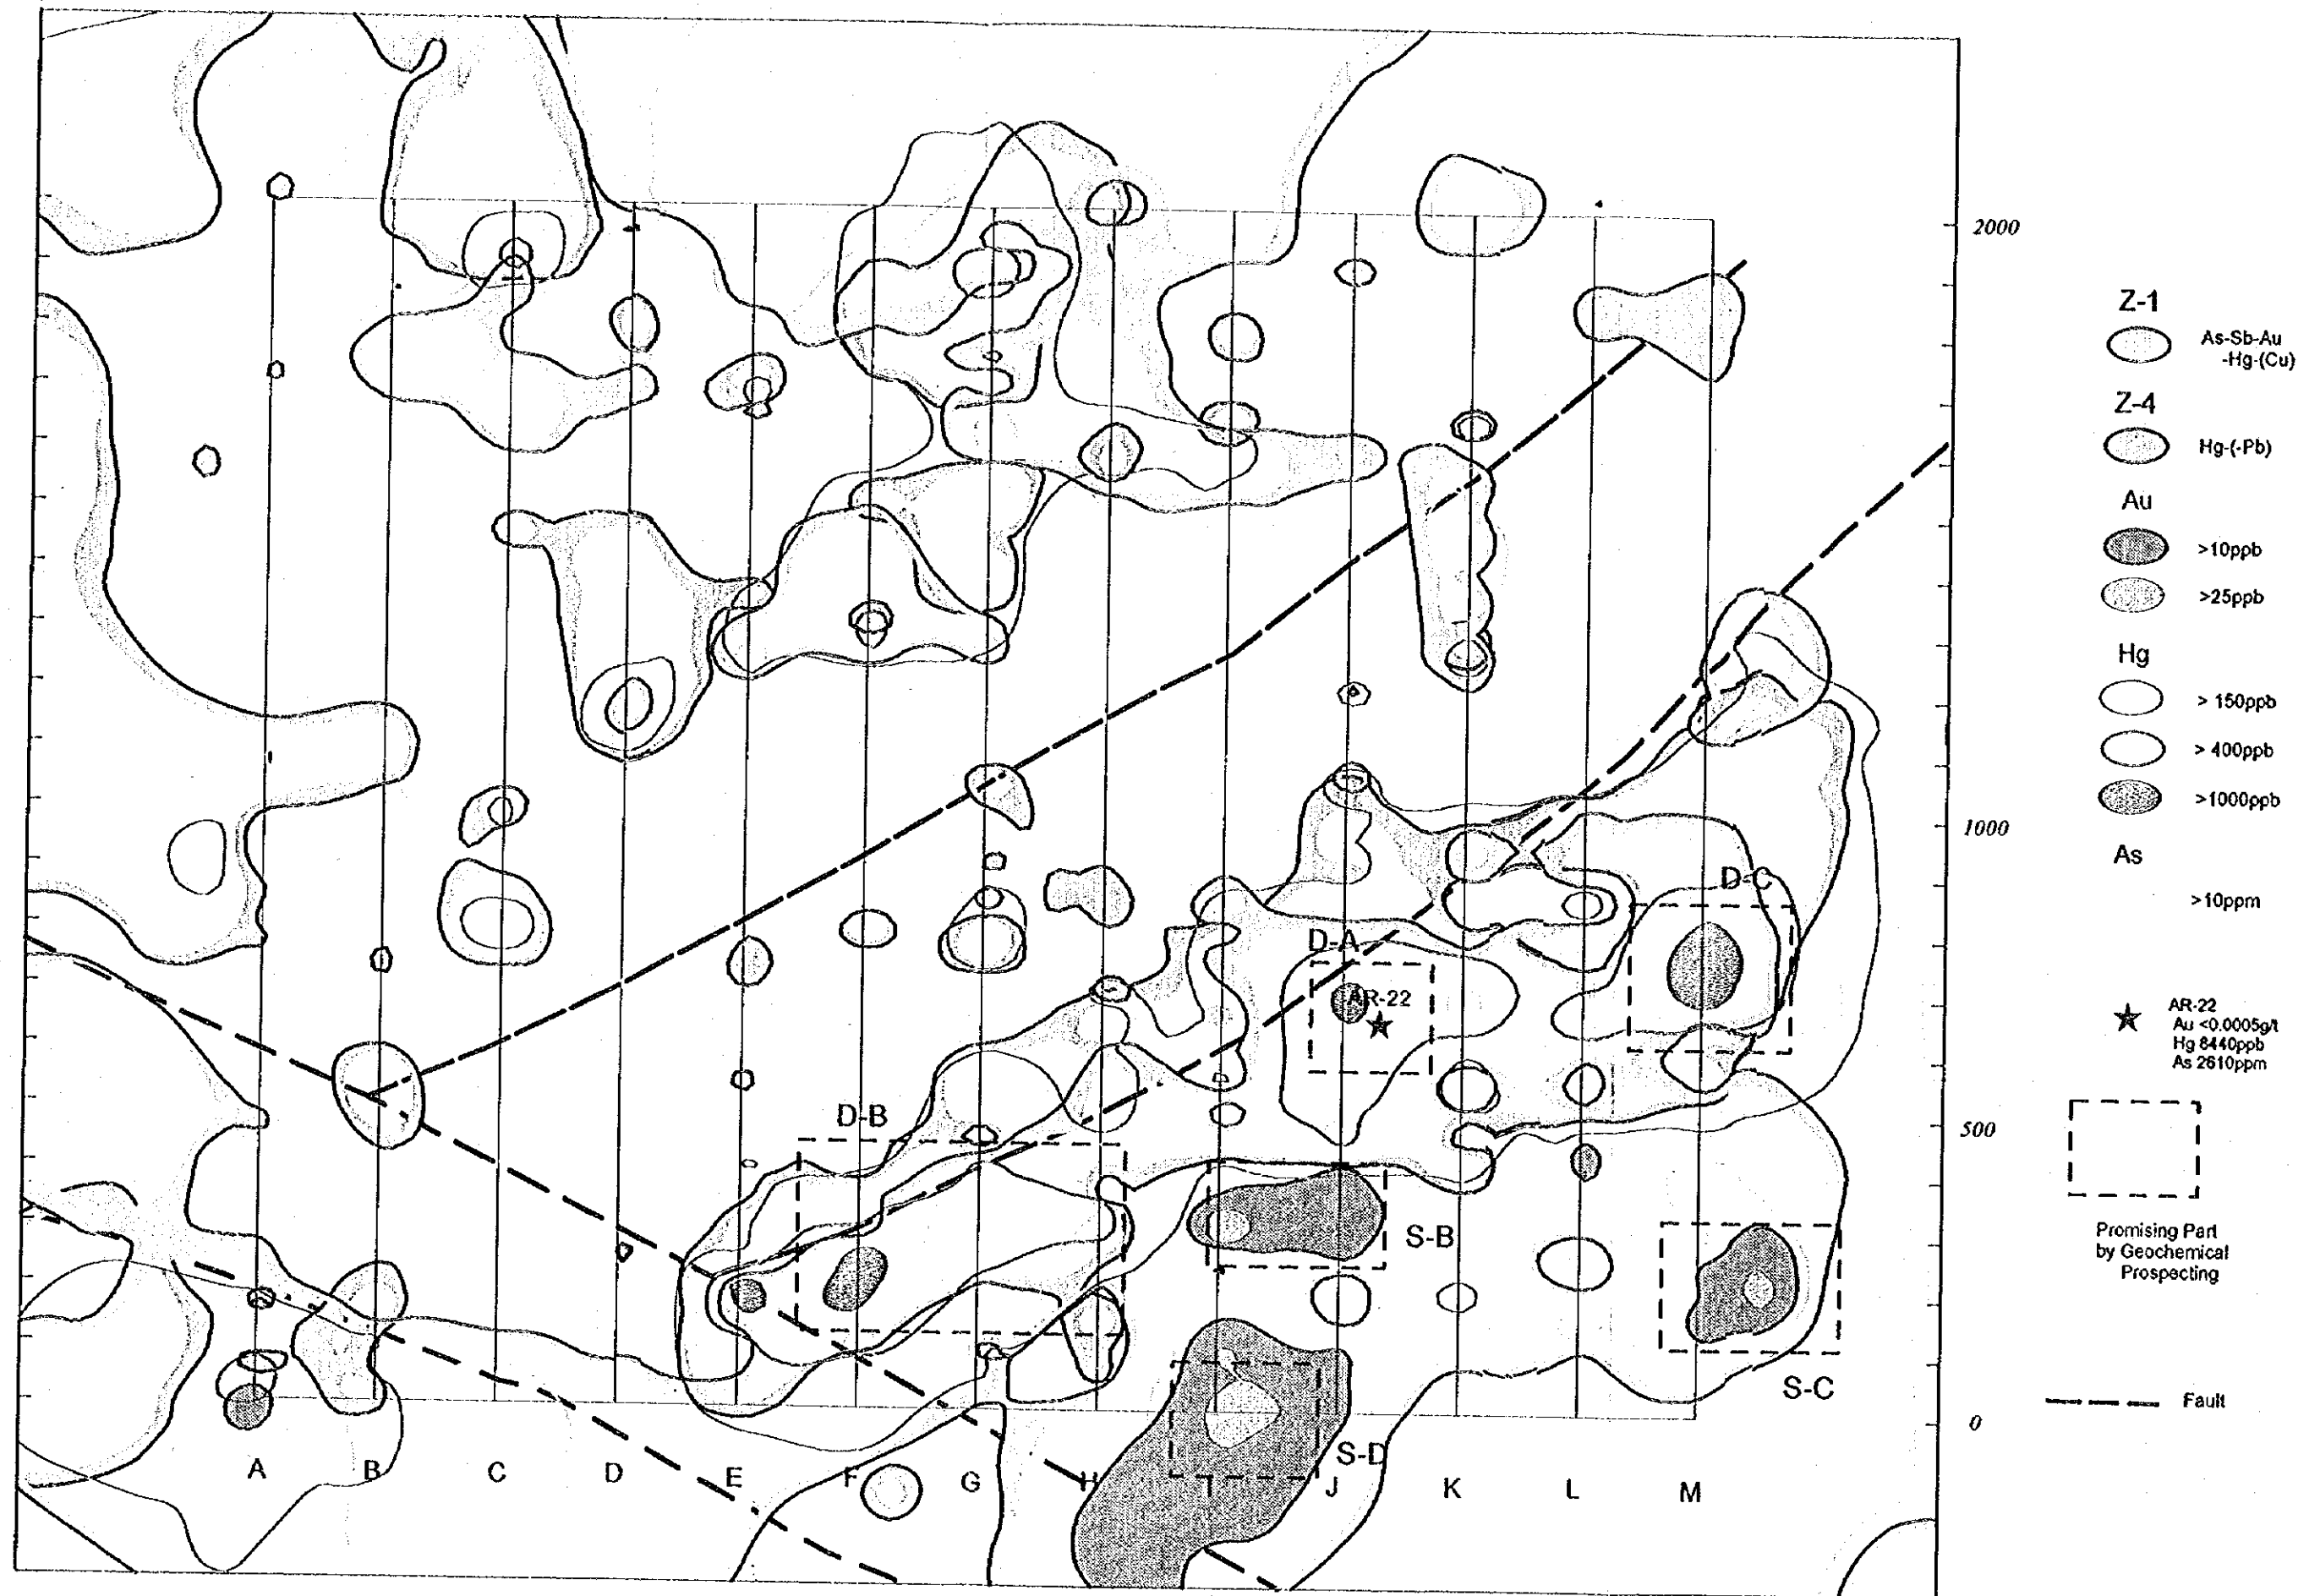 2000
1000
500
0
D-C
D-A
AR-22
D-B
S-B
S-C
S-D
A
B
C
D
E
F
G
H
I
J
K
L
M
Z-1
As-Sb-Au
-Hg-(Cu)
Z-4
Hg-(-Pb)
Au
>10ppb
>25ppb
Hg
> 150ppb
> 400ppb
>1000ppb
As
>10ppm
AR-22
Au <0.0005g/t
Hg 8440ppb
As 2610ppm
Promising Part
by Geochemical
Prospecting
Fault